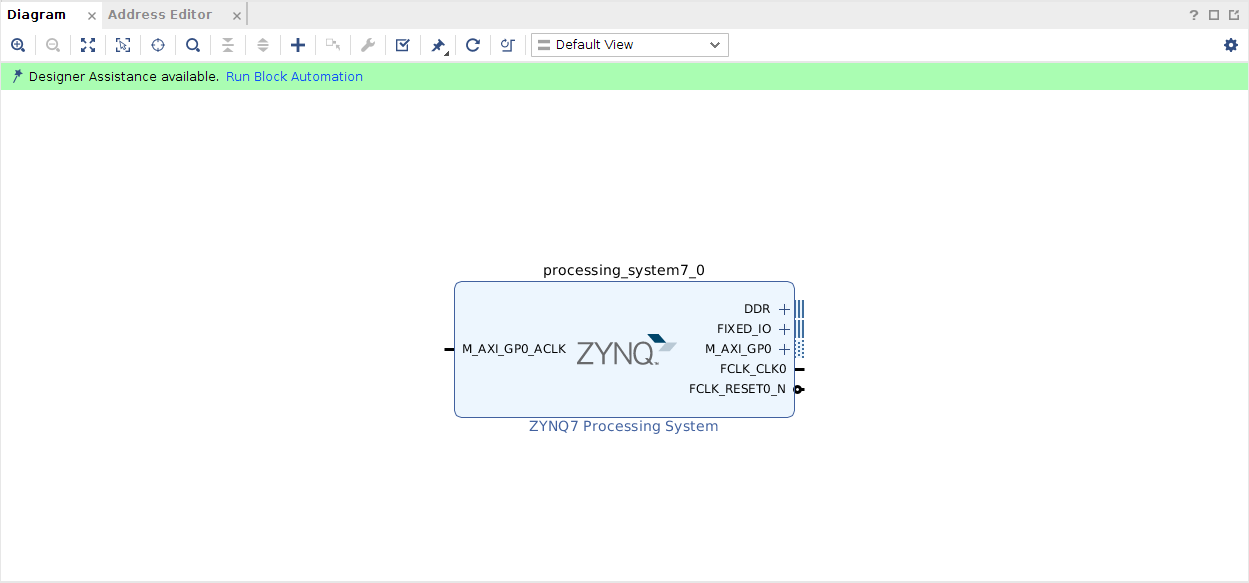 Diagram × Address Editor × ?
Default View
Designer Assistance available. Run Block Automation
processing_system7_0
DDR
FIXED_IO
M_AXI_GP0_ACLK ZYNQ™ M_AXI_GP0
FCLK_CLK0
FCLK_RESET0_N
ZYNQ7 Processing System